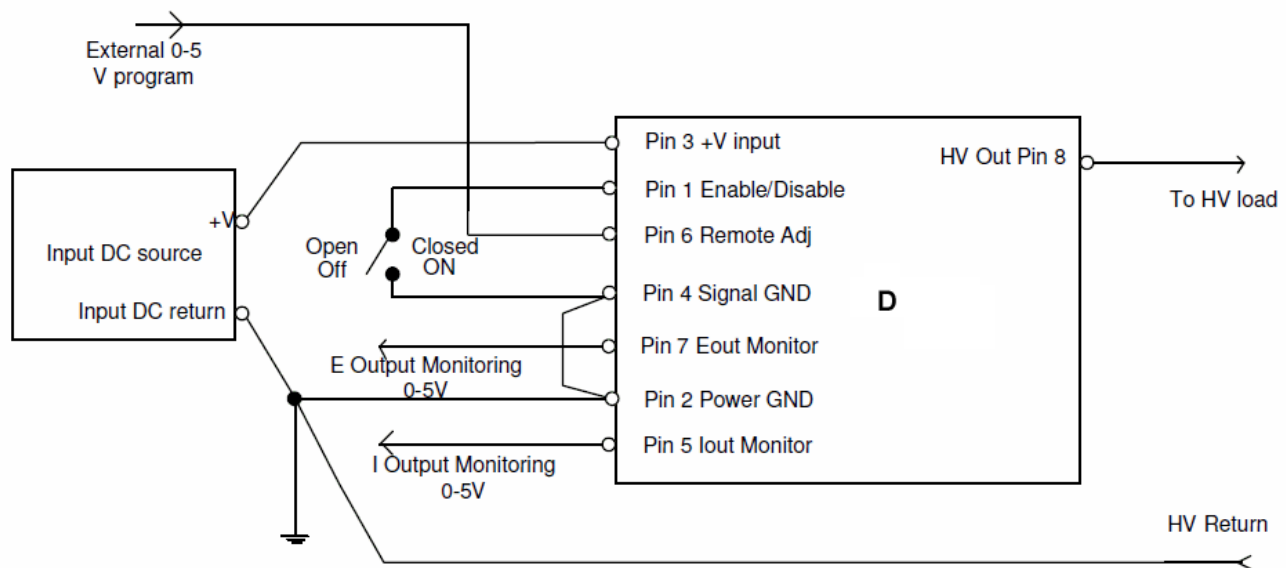 External 0-5
V program
Pin 3 +V input
HV Out Pin 8
Pin 1 Enable/Disable
To HV load
+V
Open
Off
Closed
ON
Pin 6 Remote Adj
Input DC source
Pin 4 Signal GND
D
Input DC return
Pin 7 Eout Monitor
E Output Monitoring
0-5V
Pin 2 Power GND
Pin 5 Iout Monitor
I Output Monitoring
0-5V
HV Return